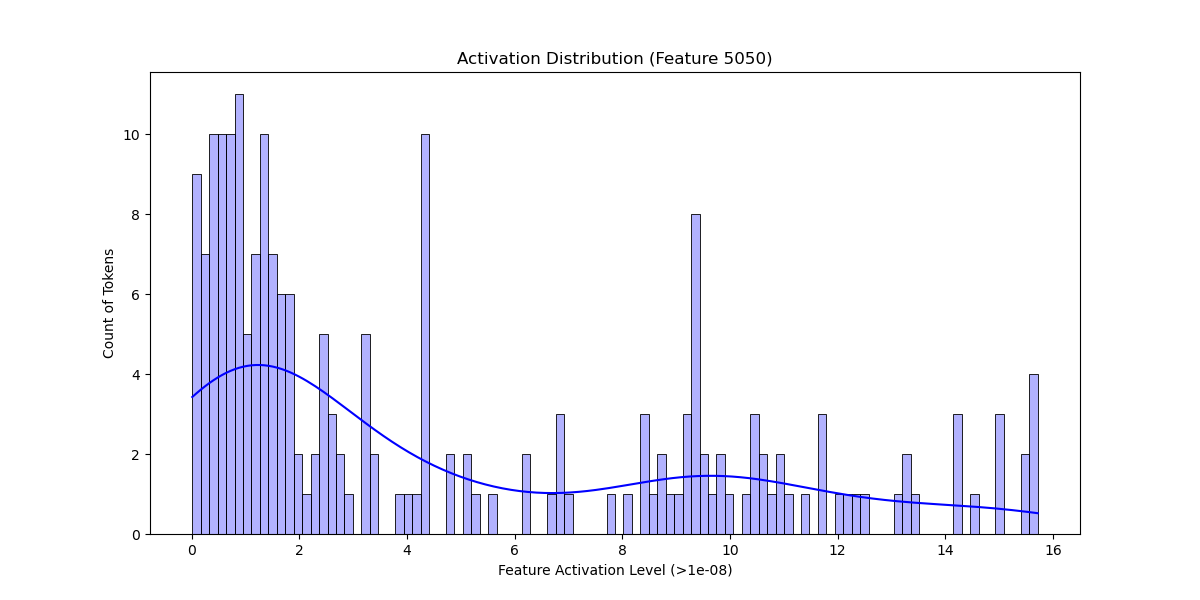 Activation Distribution (Feature 5050)
Count of Tokens
10
8
6
4
2
0
0 2 4 6 8 10 12 14 16
Feature Activation Level (>1e-08)